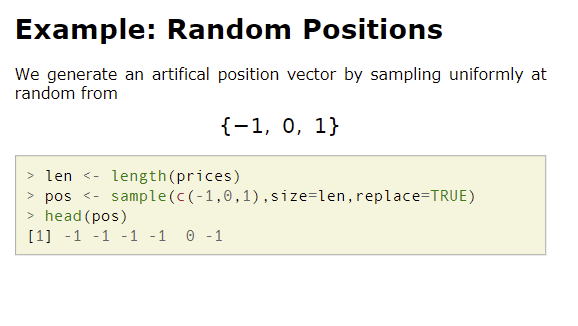 Example: Random Positions
We generate an artifical position vector by sampling uniformly at
random from
{−1, 0, 1}
> len <- length(prices)
> pos <- sample(c(-1,0,1),size=len,replace=TRUE)
> head(pos)
[1] -1 -1 -1 -1  0 -1